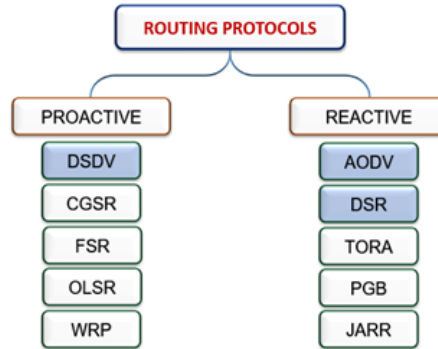 ROUTING PROTOCOLS
PROACTIVE
REACTIVE
DSDV
AODV
CGSR
DSR
FSR
TORA
OLSR
PGB
WRP
JARR